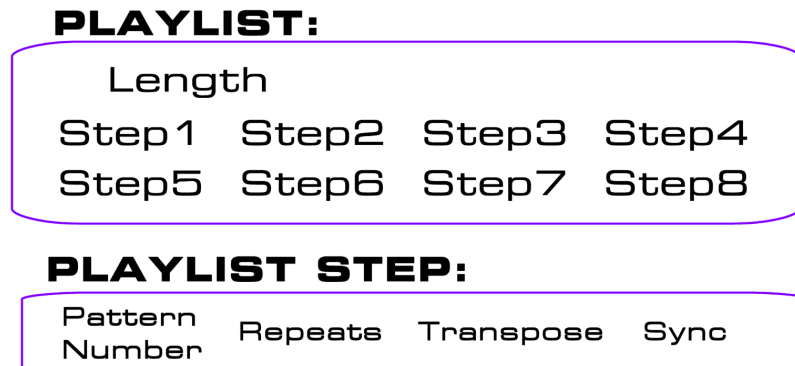 PLAYLIST:
Length
Step1 Step2 Step3 Step4
Step5 Step6 Step7 Step8
PLAYLIST STEP:
Pattern Number Repeats Transpose Sync